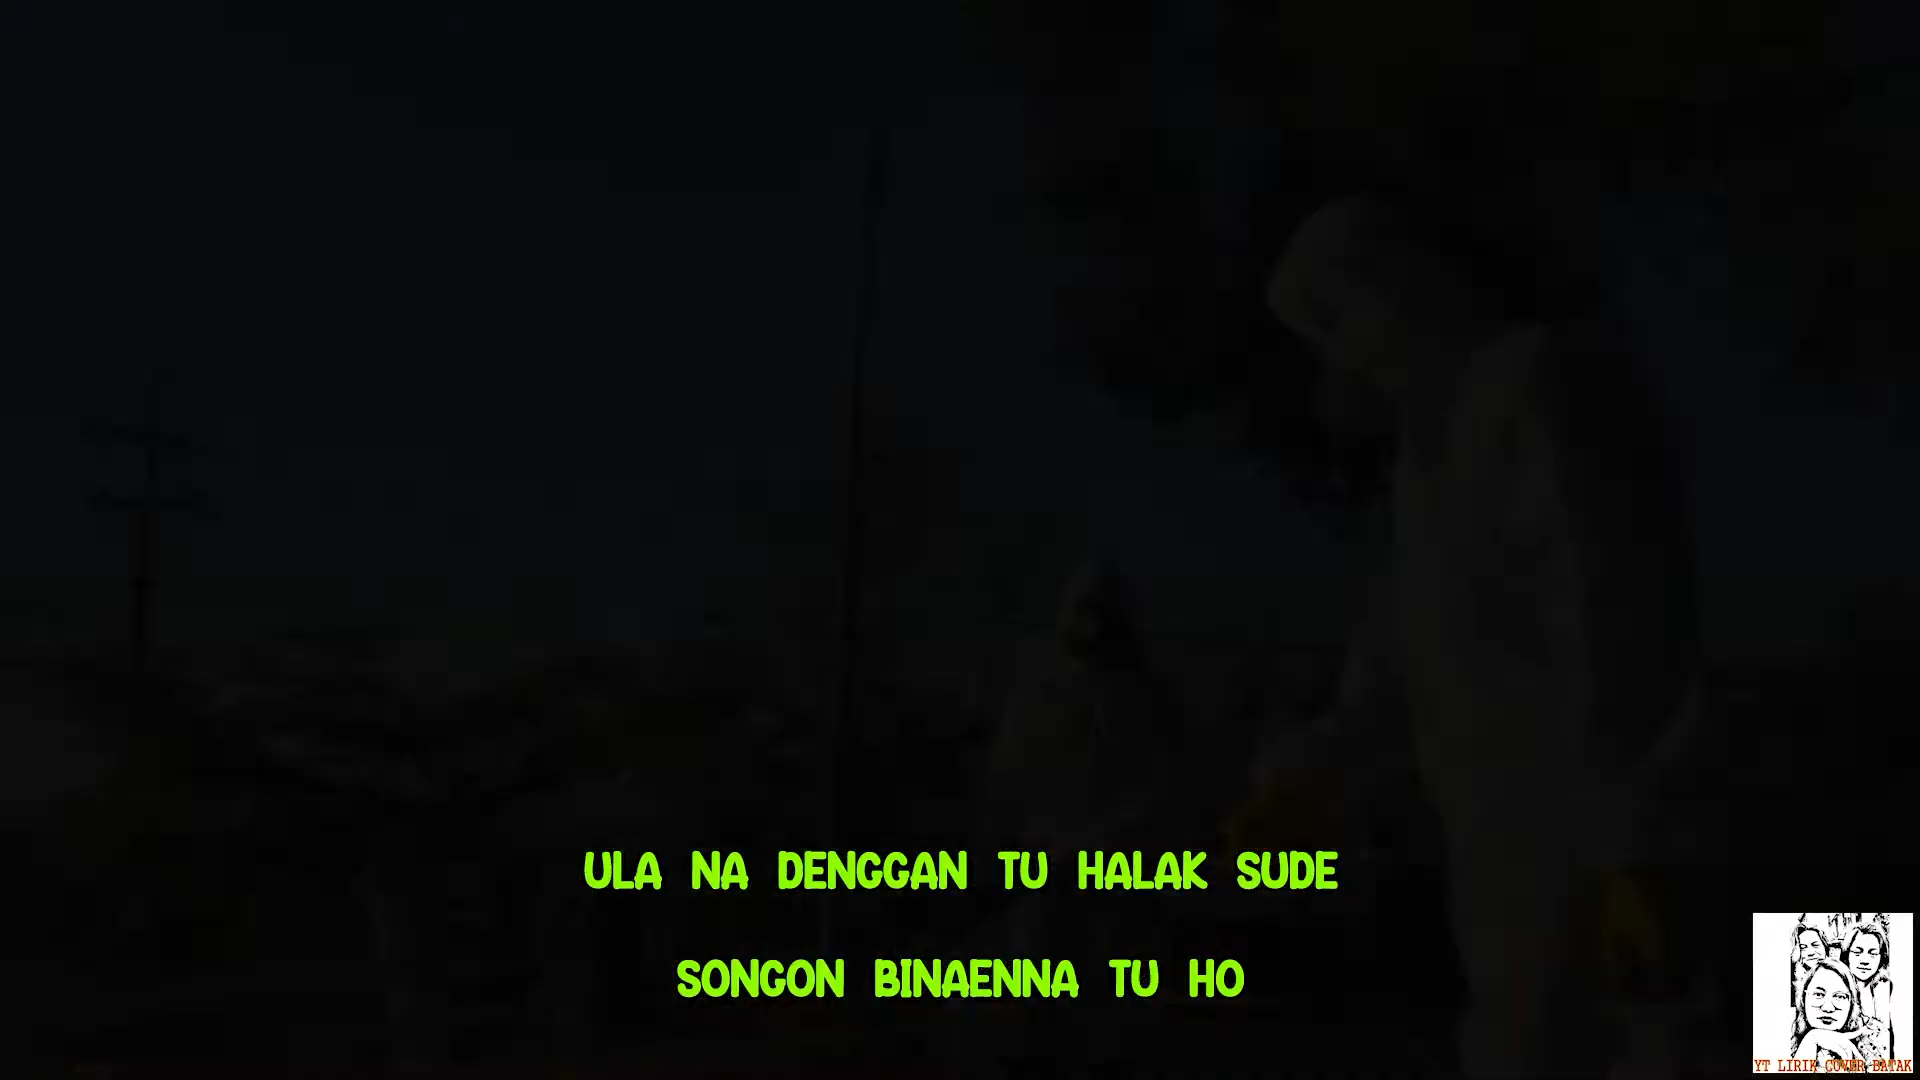 ULA NA DENGGAN TU HALAK SUDE
SONGON BINAENNA TU HO
YT LIRIK COVER BATAK